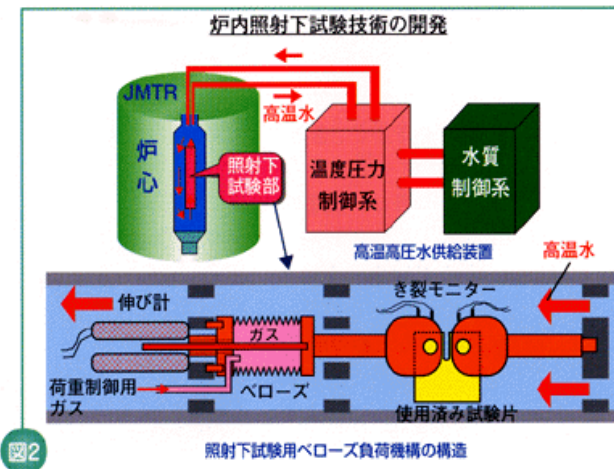 炉内照射下試験技術の開発
JMTR
高温水
炉心
照射下
試験部
温度圧力
制御系
水質
制御系
高温高圧水供給装置
高温水
伸び計
き裂モニター
ガス
荷重制御用
ガス
ベローズ
使用済み試験片
図2
照射下試験用ベローズ負荷機構の構造